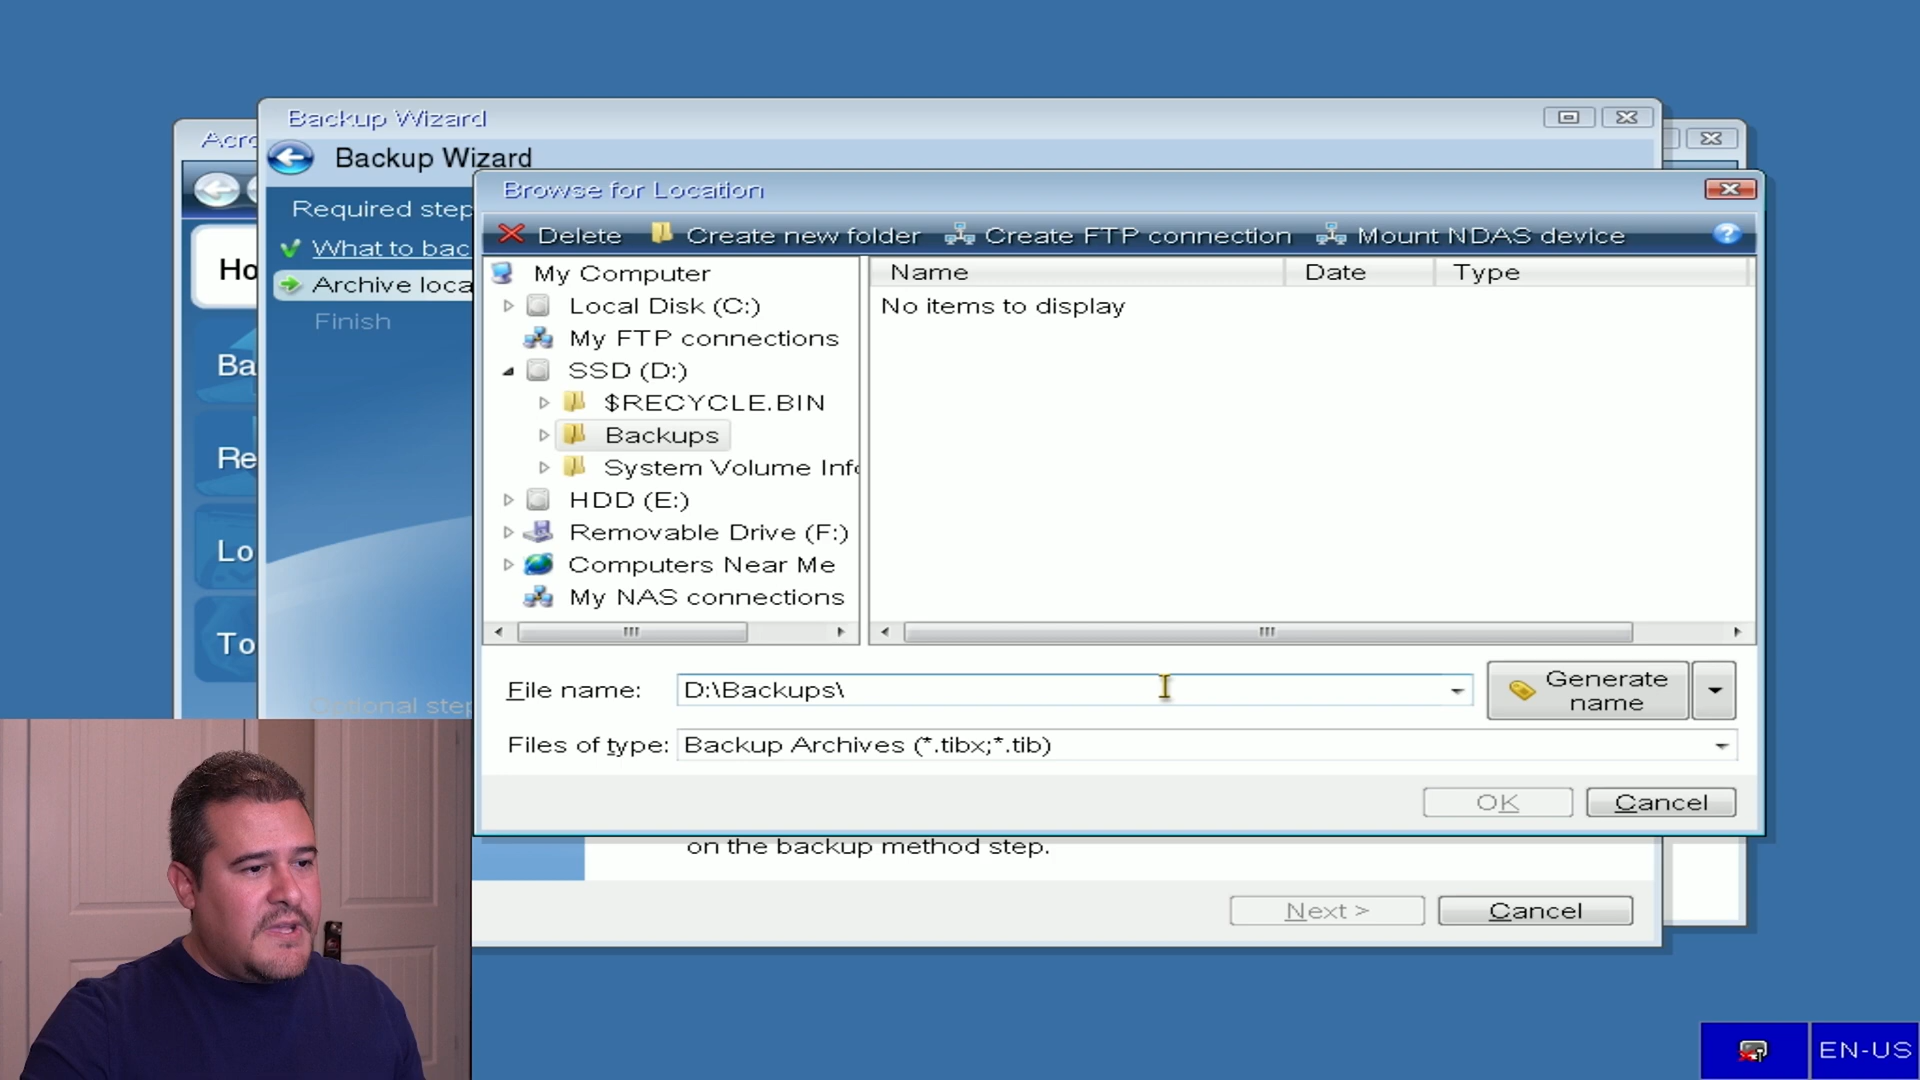 Backup Wizard
Acro
Backup Wizard
Browse for Location
Required step
Delete
Create new folder
Create FTP connection
Mount NDAS device
What to bac
Archive loca
Finish
Ho
Ba
Re
Lo
To
My Computer
Local Disk (C:)
My FTP connections
SSD (D:)
$RECYCLE.BIN
Backups
System Volume Info
HDD (E:)
Removable Drive (F:)
Computers Near Me
My NAS connections
Name
Date
Type
No items to display
File name:
D:\Backups\
Generate
name
Files of type:
Backup Archives (*.tibx;*.tib)
OK
Cancel
Optional step
on the backup method step.
Next >
Cancel
EN-US